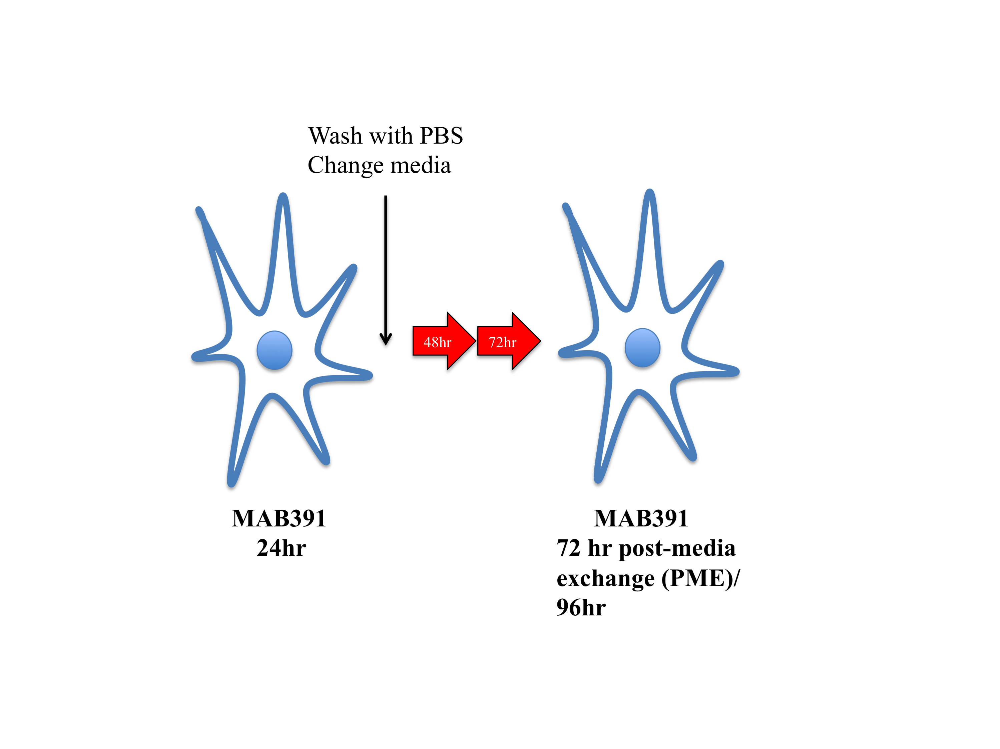 Wash with PBS
Change media
48hr
72hr
MAB391
24hr
MAB391
72 hr post-media
exchange (PME)/
96hr